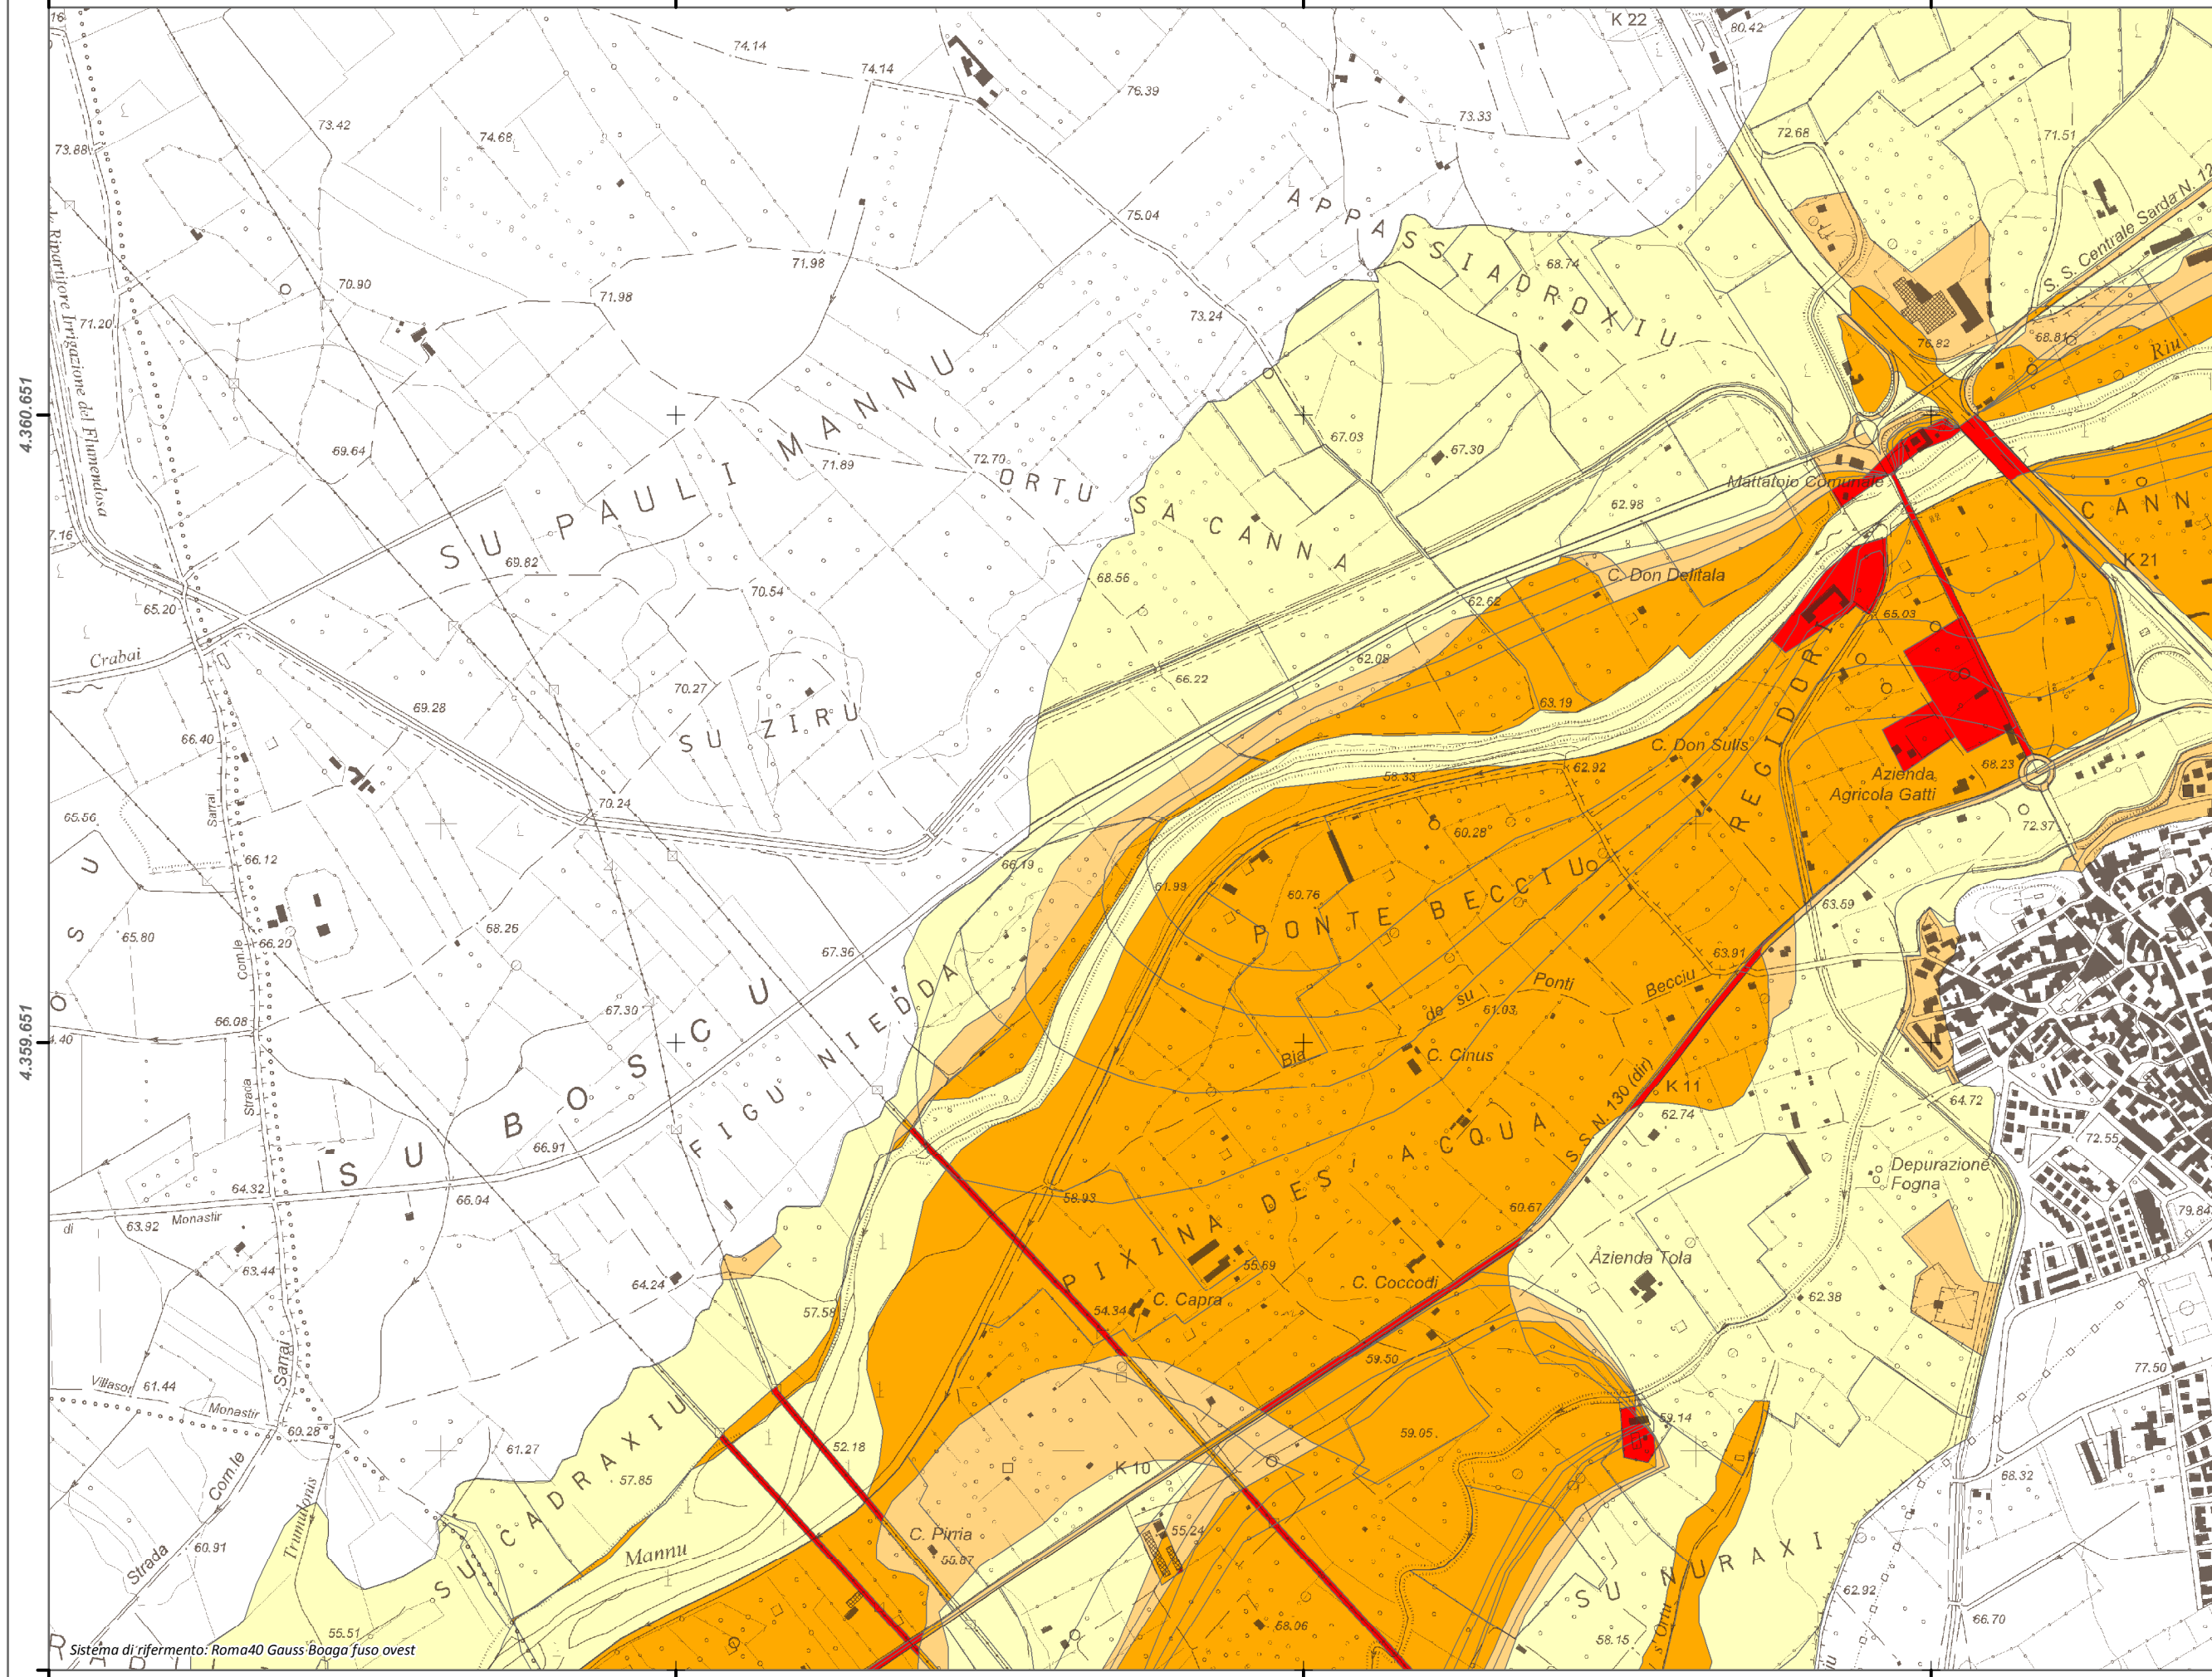 K 22
80.42
74.14
74.14
76.39
73.42
74.68
73.33
72.68
71.51
73.88
75.04
A P P A S S I A D R O X I U
S. S. Centrale Sarda N. 12
Ripartitore Irrigazione del Flumendosa
71.98
68.74
70.90
71.98
71.20
73.24
76.82
68.81
Riu
4.360.651
S U P A U L I M A N N U
69.64
71.89
72.70
67.03
67.30
O R T U S A C A N N A
Mattatoio Comunale
62.98
C A N N
7.16
69.82
K 21
68.56
C. Don Delitala
70.54
65.20
62.62
65.03
Crabai
62.08
66.22
70.27
69.28
63.19
S U Z I R U
66.40
R E G I D O R I
C. Don Sulis
62.92
58.33
68.23
Azienda
Agricola Gatti
70.24
Sarrai
65.56
60.28
72.37
66.12
66.19
61.99
S U
60.76
63.59
P O N T E B E C C I U
68.26
65.80
66.20
67.36
63.91
Com.le
Bia de su Ponti Becciu
61.03
67.30
66.08
4.359.651
.40
C. Cinus
F I G U N I E D D A
K 11
62.74
S. S. N. 130 (dir)
64.72
Strada
S U B O S C U
66.91
72.55
P I X I N A D E S ' A C Q U A
Depurazione
Fogna
64.32
66.04
58.93
60.67
79.84
di
63.92
Monastir
63.44
Azienda Tola
55.69
64.24
C. Coccodi
C. Capra
62.38
57.58
54.34
59.50
77.50
Villasor
61.44
Monastir
Sarrai
60.28
59.14
59.05
61.27
52.18
K 10
57.85
68.32
S U C A D R A X I U
Com.le
Trimulonis
C. Pirria
55.24
55.87
60.91
Strada
Mannu
S U N U R A X I
62.92
66.70
58.06
58.15
55.51
Sistema di rifermento: Roma40 Gauss Boaga fuso ovest